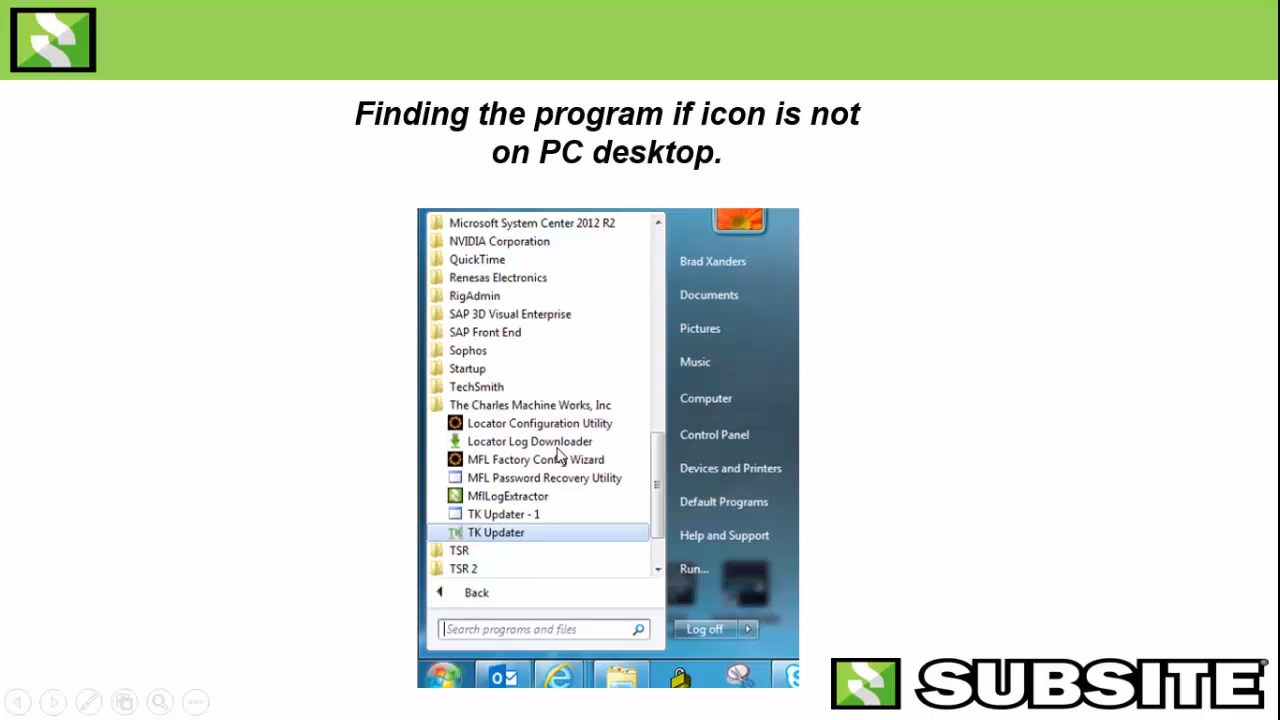 Finding the program if icon is not
on PC desktop.
Microsoft System Center 2012 R2
NVIDIA Corporation
QuickTime
Renesas Electronics
RigAdmin
SAP 3D Visual Enterprise
SAP Front End
Sophos
Startup
TechSmith
The Charles Machine Works, Inc
Locator Configuration Utility
Locator Log Downloader
MFL Factory Config Wizard
MFL Password Recovery Utility
MflLogExtractor
TK Updater - 1
TK TK Updater
TSR
TSR 2
Back
Search programs and files
Brad Xanders
Documents
Pictures
Music
Computer
Control Panel
Devices and Printers
Default Programs
Help and Support
Run...
Log off
SUBSITE®